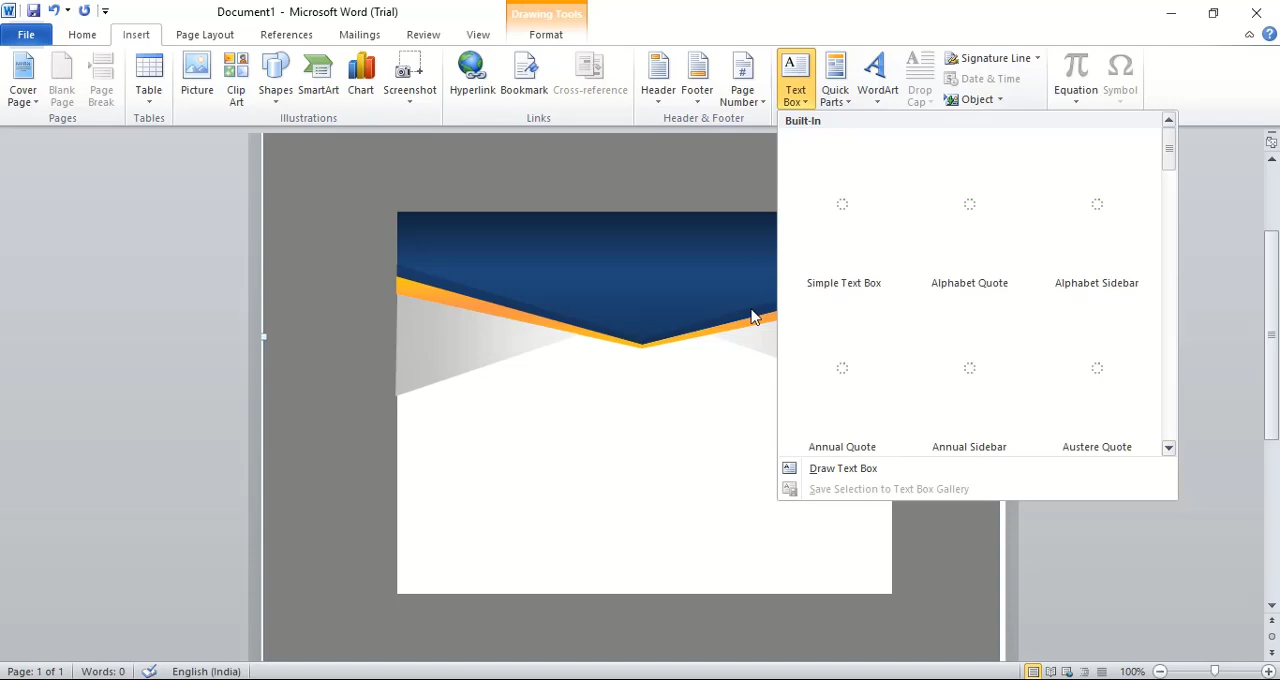 Document1 - Microsoft Word (Trial)
Drawing Tools
File Home Insert Page Layout References Mailings Review View Format
Cover Page
Blank Page
Page Break
Table
Picture
Clip Art
Shapes
SmartArt
Chart
Screenshot
Hyperlink
Bookmark
Cross-reference
Header
Footer
Page Number
Text Box
Quick Parts
WordArt
Drop Cap
Signature Line
Date & Time
Object
Equation
Symbol
Pages Tables Illustrations Links Header & Footer
Built-In
Simple Text Box Alphabet Quote Alphabet Sidebar
Annual Quote Annual Sidebar Austere Quote
Draw Text Box
Save Selection to Text Box Gallery
Page: 1 of 1 Words: 0 English (India) 100%